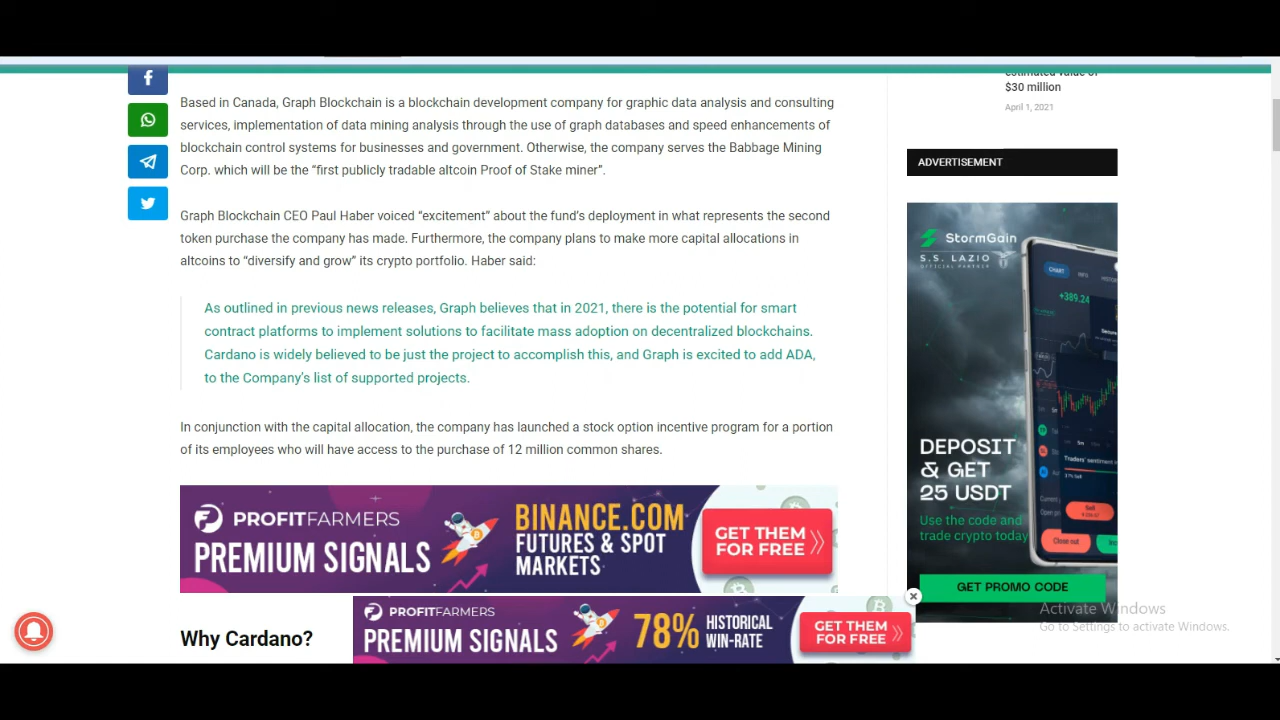 Based in Canada, Graph Blockchain is a blockchain development company for graphic data analysis and consulting
services, implementation of data mining analysis through the use of graph databases and speed enhancements of
blockchain control systems for businesses and government. Otherwise, the company serves the Babbage Mining
Corp. which will be the “first publicly tradable altcoin Proof of Stake miner”.
Graph Blockchain CEO Paul Haber voiced “excitement” about the fund’s deployment in what represents the second
token purchase the company has made. Furthermore, the company plans to make more capital allocations in
altcoins to “diversify and grow” its crypto portfolio. Haber said:
As outlined in previous news releases, Graph believes that in 2021, there is the potential for smart
contract platforms to implement solutions to facilitate mass adoption on decentralized blockchains.
Cardano is widely believed to be just the project to accomplish this, and Graph is excited to add ADA,
to the Company’s list of supported projects.
In conjunction with the capital allocation, the company has launched a stock option incentive program for a portion
of its employees who will have access to the purchase of 12 million common shares.
PROFITFARMERS
PREMIUM SIGNALS
BINANCE.COM
FUTURES & SPOT
MARKETS
GET THEM
FOR FREE
Why Cardano?
PROFITFARMERS
PREMIUM SIGNALS
78%
HISTORICAL
WIN-RATE
GET THEM
FOR FREE
estimated value of
$30 million
April 1, 2021
ADVERTISEMENT
StormGain
S.S. LAZIO
OFFICIAL PARTNER
CHART
INFO
+389.24
DEPOSIT
& GET
25 USDT
Use the code and
trade crypto today
Traders' sentiment
Sell
Close out
GET PROMO CODE
Activate Windows
Go to Settings to activate Windows.